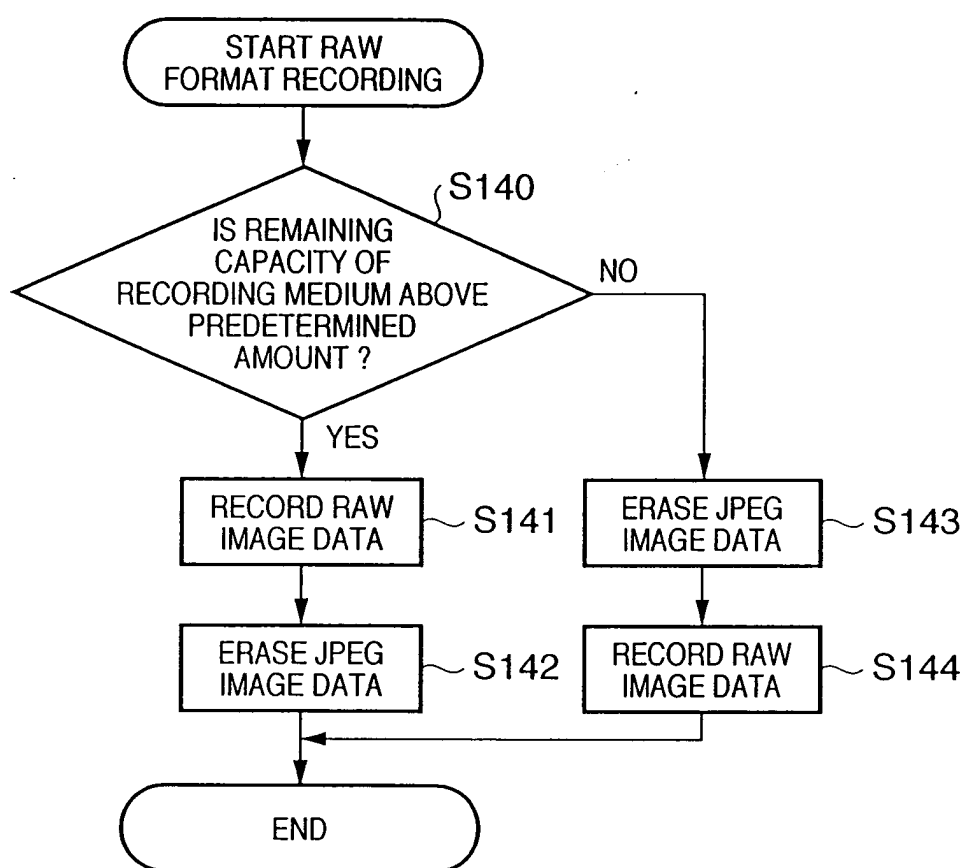 START RAW
FORMAT RECORDING
S140
IS REMAINING
CAPACITY OF
RECORDING MEDIUM ABOVE
PREDETERMINED
AMOUNT ?
NO
YES
RECORD RAW
IMAGE DATA
S141
ERASE JPEG
IMAGE DATA
S143
ERASE JPEG
IMAGE DATA
S142
RECORD RAW
IMAGE DATA
S144
END